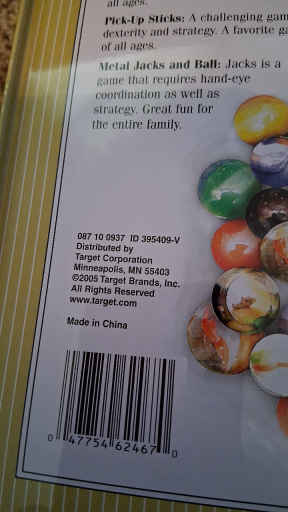 all ages.
Pick-Up Sticks: A challenging
dexterity and strategy. A favorite
of all ages.
Metal Jacks and Ball: Jacks is a
game that requires hand-eye
coordination as well as
strategy. Great fun for
the entire family.
087 10 0937 ID 395409-V
Distributed by
Target Corporation
Minneapolis, MN 55403
©2005 Target Brands, Inc.
All Rights Reserved
www.target.com
Made in China
0 47754 62467 0